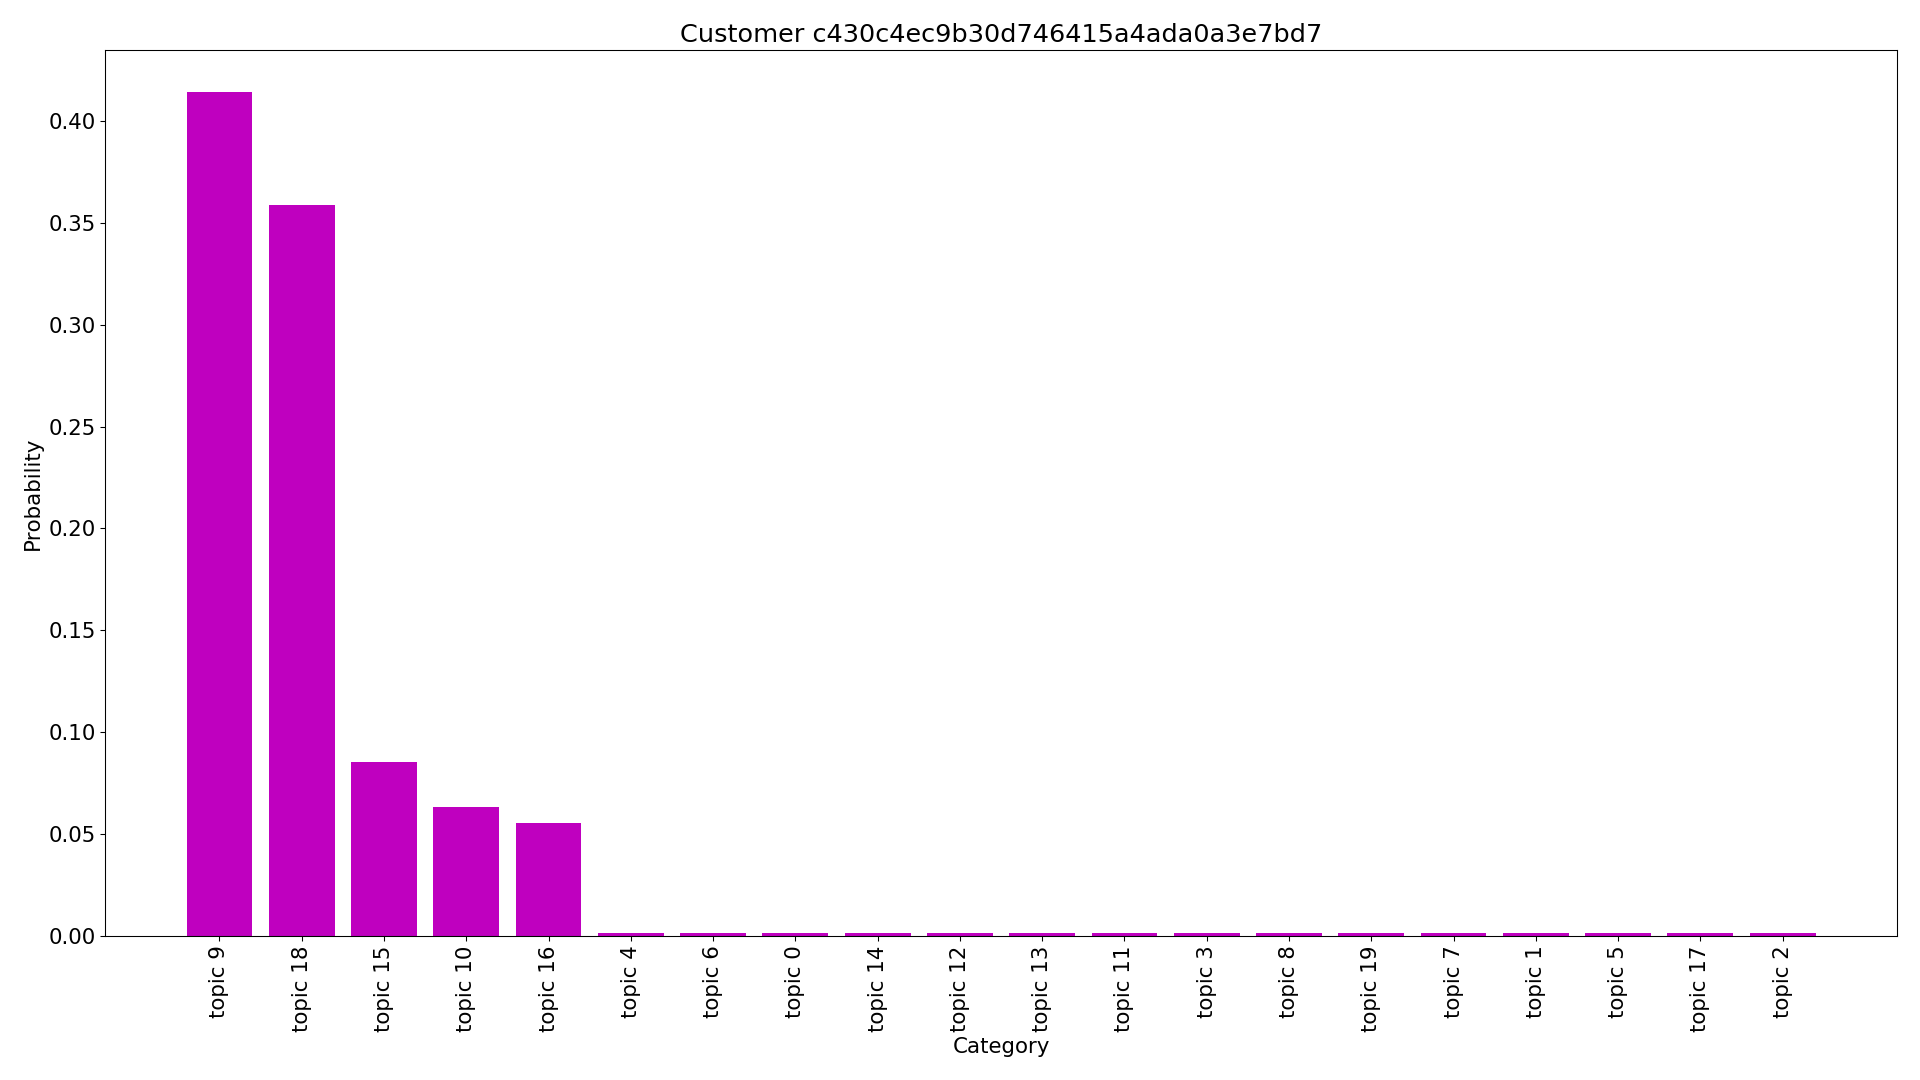 Customer c430c4ec9b30d746415a4ada0a3e7bd7
Probability
0.40
0.35
0.30
0.25
0.20
0.15
0.10
0.05
0.00
topic 9
topic 18
topic 15
topic 10
topic 16
topic 4
topic 6
topic 0
topic 14
topic 12
topic 13
topic 11
topic 3
topic 8
topic 19
topic 7
topic 1
topic 5
topic 17
topic 2
Category